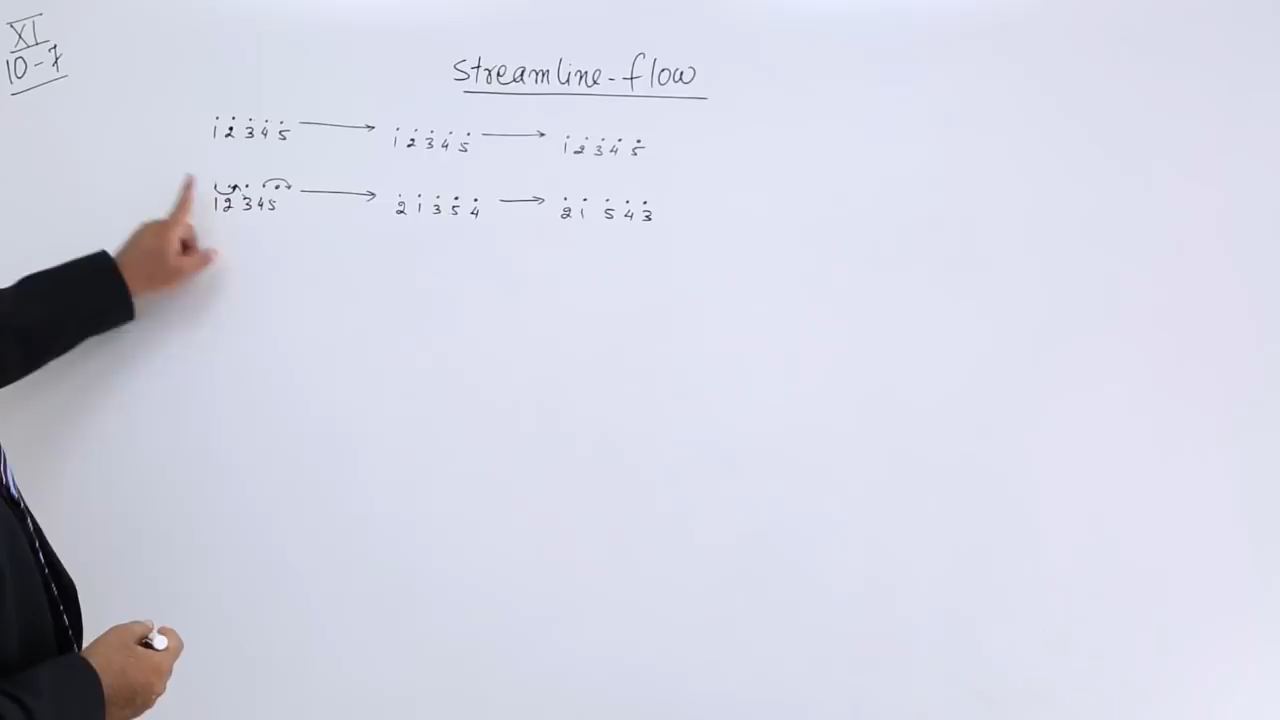 XI
10-7
Streamline-flow
1 2 3 4 5 → 1 2 3 4 5 → 1 2 3 4 5
1 2 3 4 5 → 2 1 3 5 4 → 2 1 5 4 3